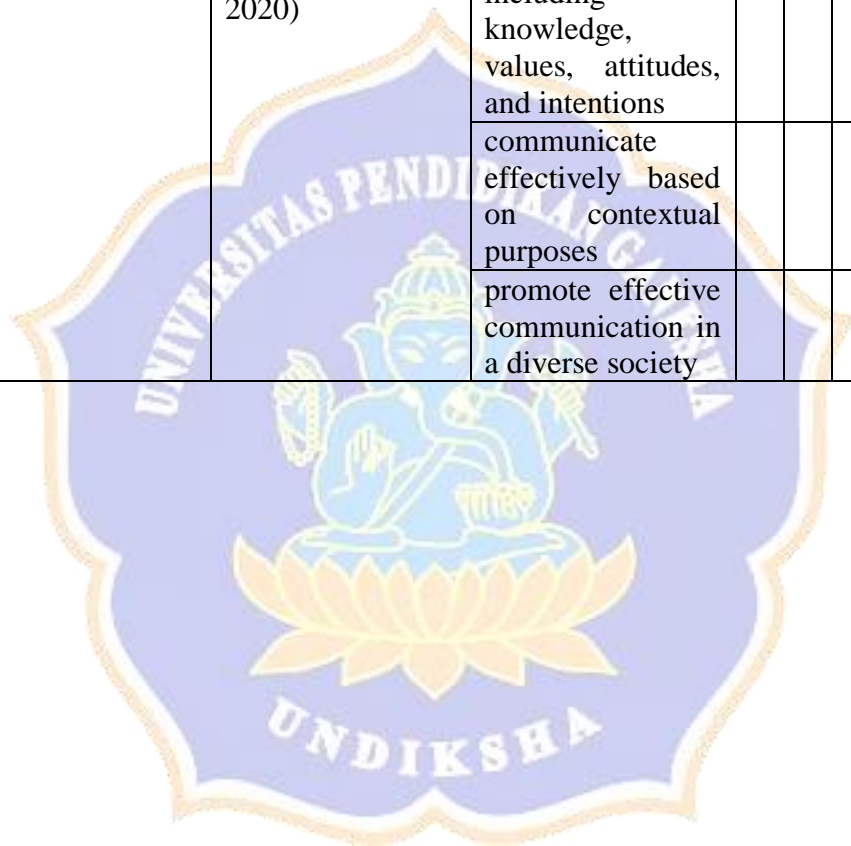 2020)
including
knowledge,
values, attitudes,
and intentions
communicate
effectively based
on contextual
purposes
promote effective
communication in
a diverse society
UNIVERSITAS PENDIDIKAN GANESHA
UNDIKSHA